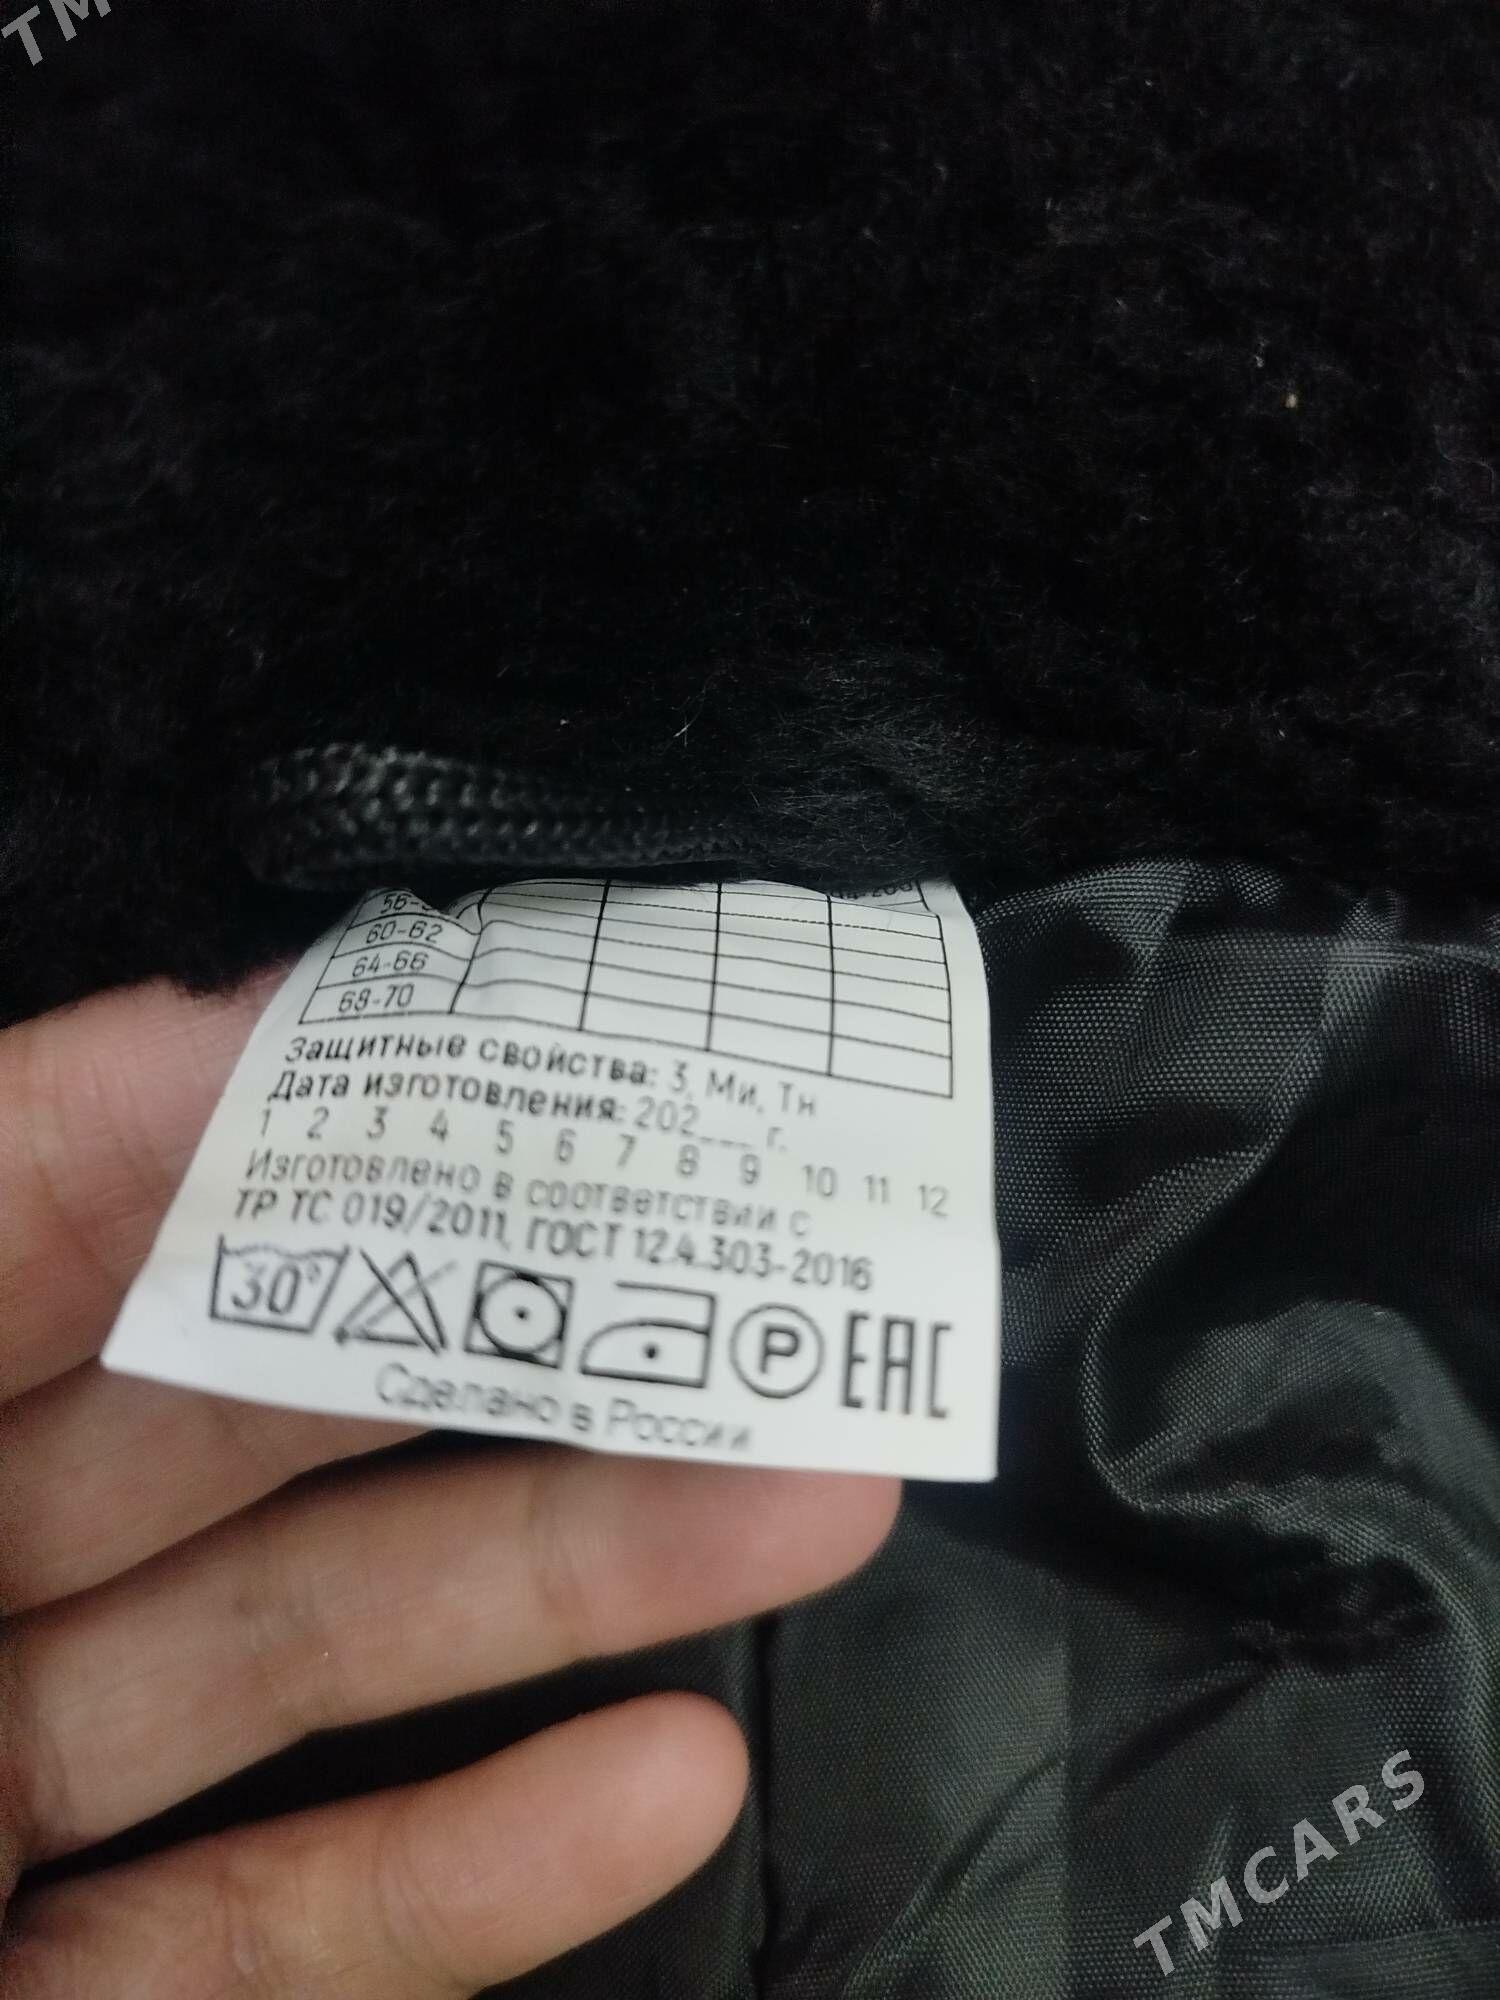 TM
60-62
64-66
68-70
Защитные свойства: З, Ми, Тн
Дата изготовления: 202___ г.
1 2 3 4 5 6 7 8 9 10 11 12
Изготовлено в соответствии с
ТР ТС 019/2011, ГОСТ 12.4.303-2016
30° P EAC
Сделано в России
TMCARS